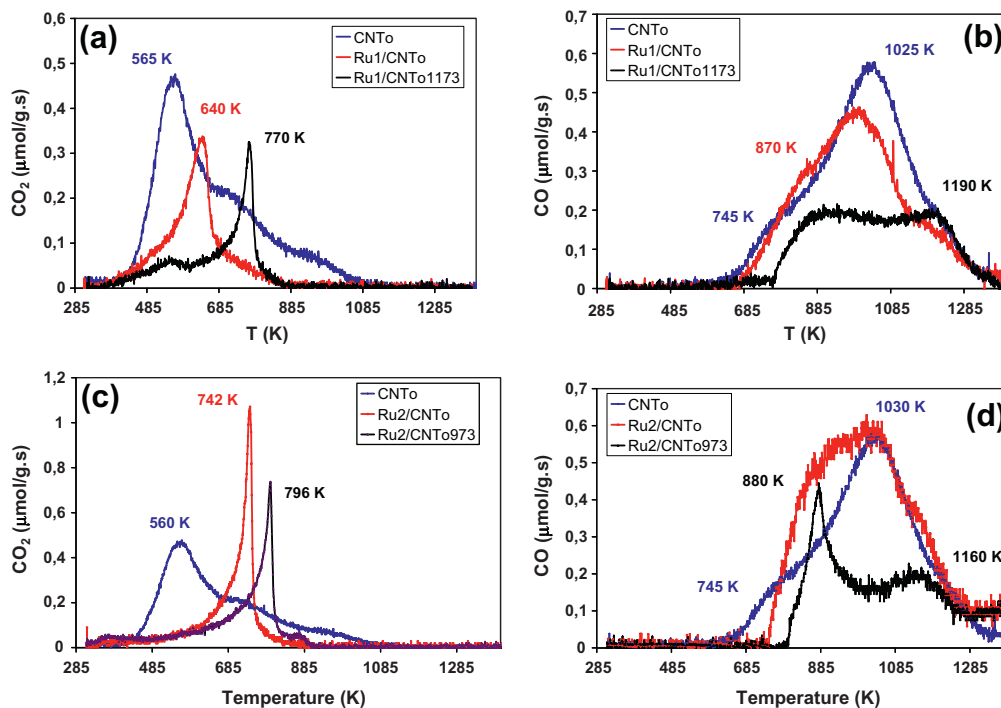 (a)
CO₂ (μmol/g.s)
0,6
0,5
0,4
0,3
0,2
0,1
0
285 485 685 885 1085 1285
T (K)
CNTo
Ru1/CNTo
Ru1/CNTo1173
565 K
640 K
770 K
(b)
CO (μmol/g.s)
0,7
0,6
0,5
0,4
0,3
0,2
0,1
0
285 485 685 885 1085 1285
T (K)
CNTo
Ru1/CNTo
Ru1/CNTo1173
1025 K
870 K
745 K
1190 K
(c)
CO₂ (μmol/g.s)
1,2
1
0,8
0,6
0,4
0,2
0
285 485 685 885 1085 1285
Temperature (K)
CNTo
Ru2/CNTo
Ru2/CNTo973
742 K
796 K
560 K
(d)
CO (μmol/g.s)
0,7
0,6
0,5
0,4
0,3
0,2
0,1
0
285 485 685 885 1085 1285
Temperature (K)
CNTo
Ru2/CNTo
Ru2/CNTo973
1030 K
880 K
745 K
1160 K